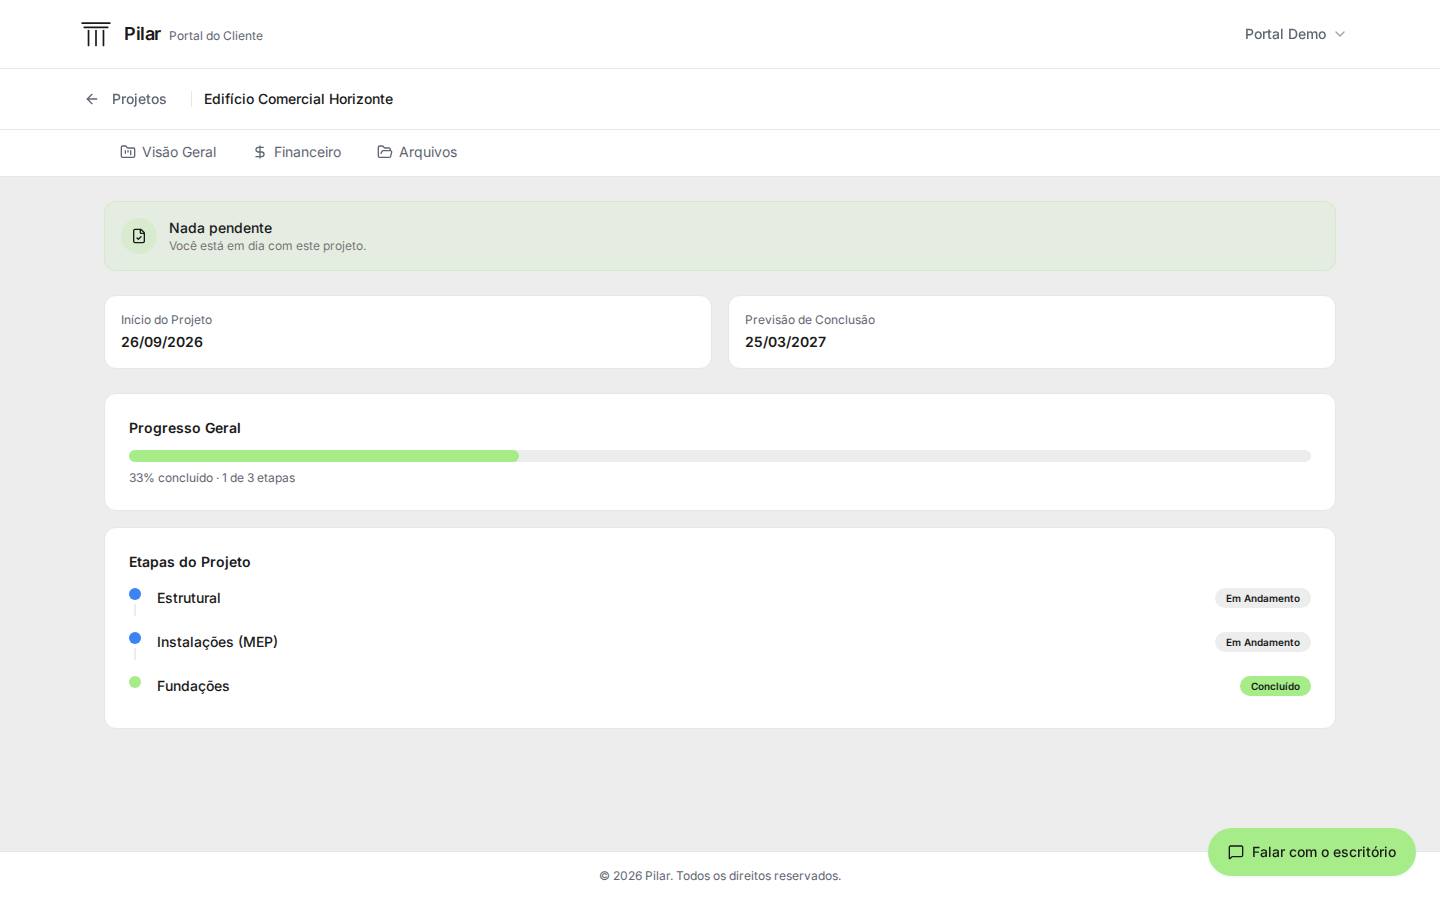 Pilar Portal do Cliente
Portal Demo
Projetos
Edifício Comercial Horizonte
Visão Geral
Financeiro
Arquivos
Nada pendente
Você está em dia com este projeto.
Início do Projeto
26/09/2026
Previsão de Conclusão
25/03/2027
Progresso Geral
33% concluído · 1 de 3 etapas
Etapas do Projeto
Estrutural
Em Andamento
Instalações (MEP)
Em Andamento
Fundações
Concluído
Falar com o escritório
© 2026 Pilar. Todos os direitos reservados.